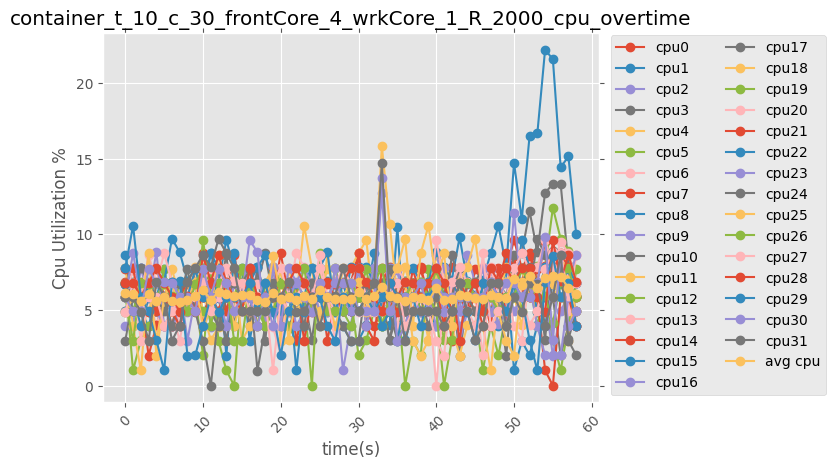 container_t_10_c_30_frontCore_4_wrkCore_1_R_2000_cpu_overtime
Cpu Utilization %
20
15
10
5
0
0
10
20
30
40
50
60
time(s)
cpu0
cpu1
cpu2
cpu3
cpu4
cpu5
cpu6
cpu7
cpu8
cpu9
cpu10
cpu11
cpu12
cpu13
cpu14
cpu15
cpu16
cpu17
cpu18
cpu19
cpu20
cpu21
cpu22
cpu23
cpu24
cpu25
cpu26
cpu27
cpu28
cpu29
cpu30
cpu31
avg cpu